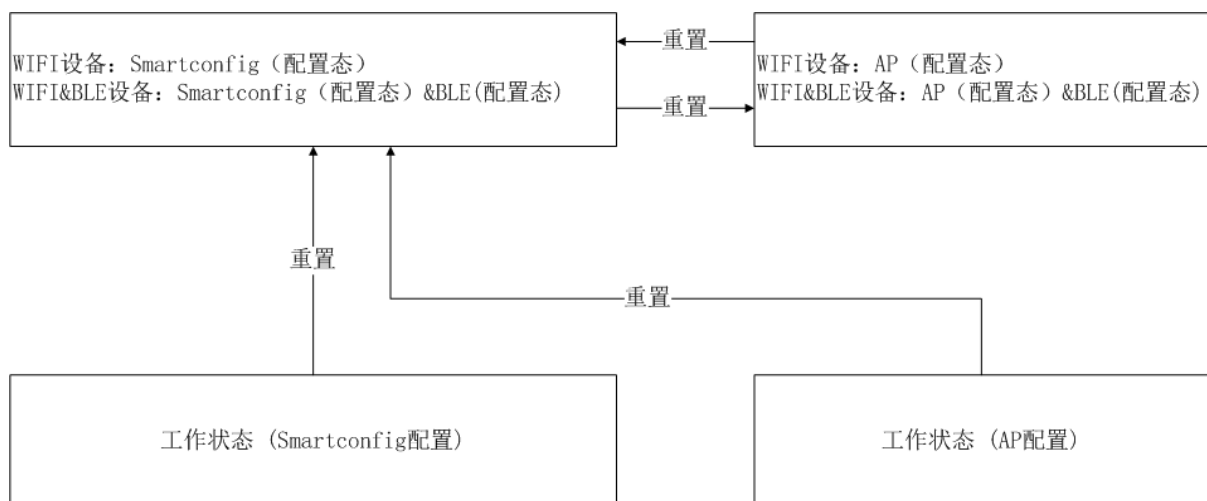 WIFI设备：Smartconfig（配置态）
WIFI&BLE设备：Smartconfig（配置态）&BLE(配置态)
重置
重置
WIFI设备：AP（配置态）
WIFI&BLE设备：AP（配置态）&BLE(配置态)
重置
重置
工作状态 (Smartconfig配置)
工作状态 (AP配置)